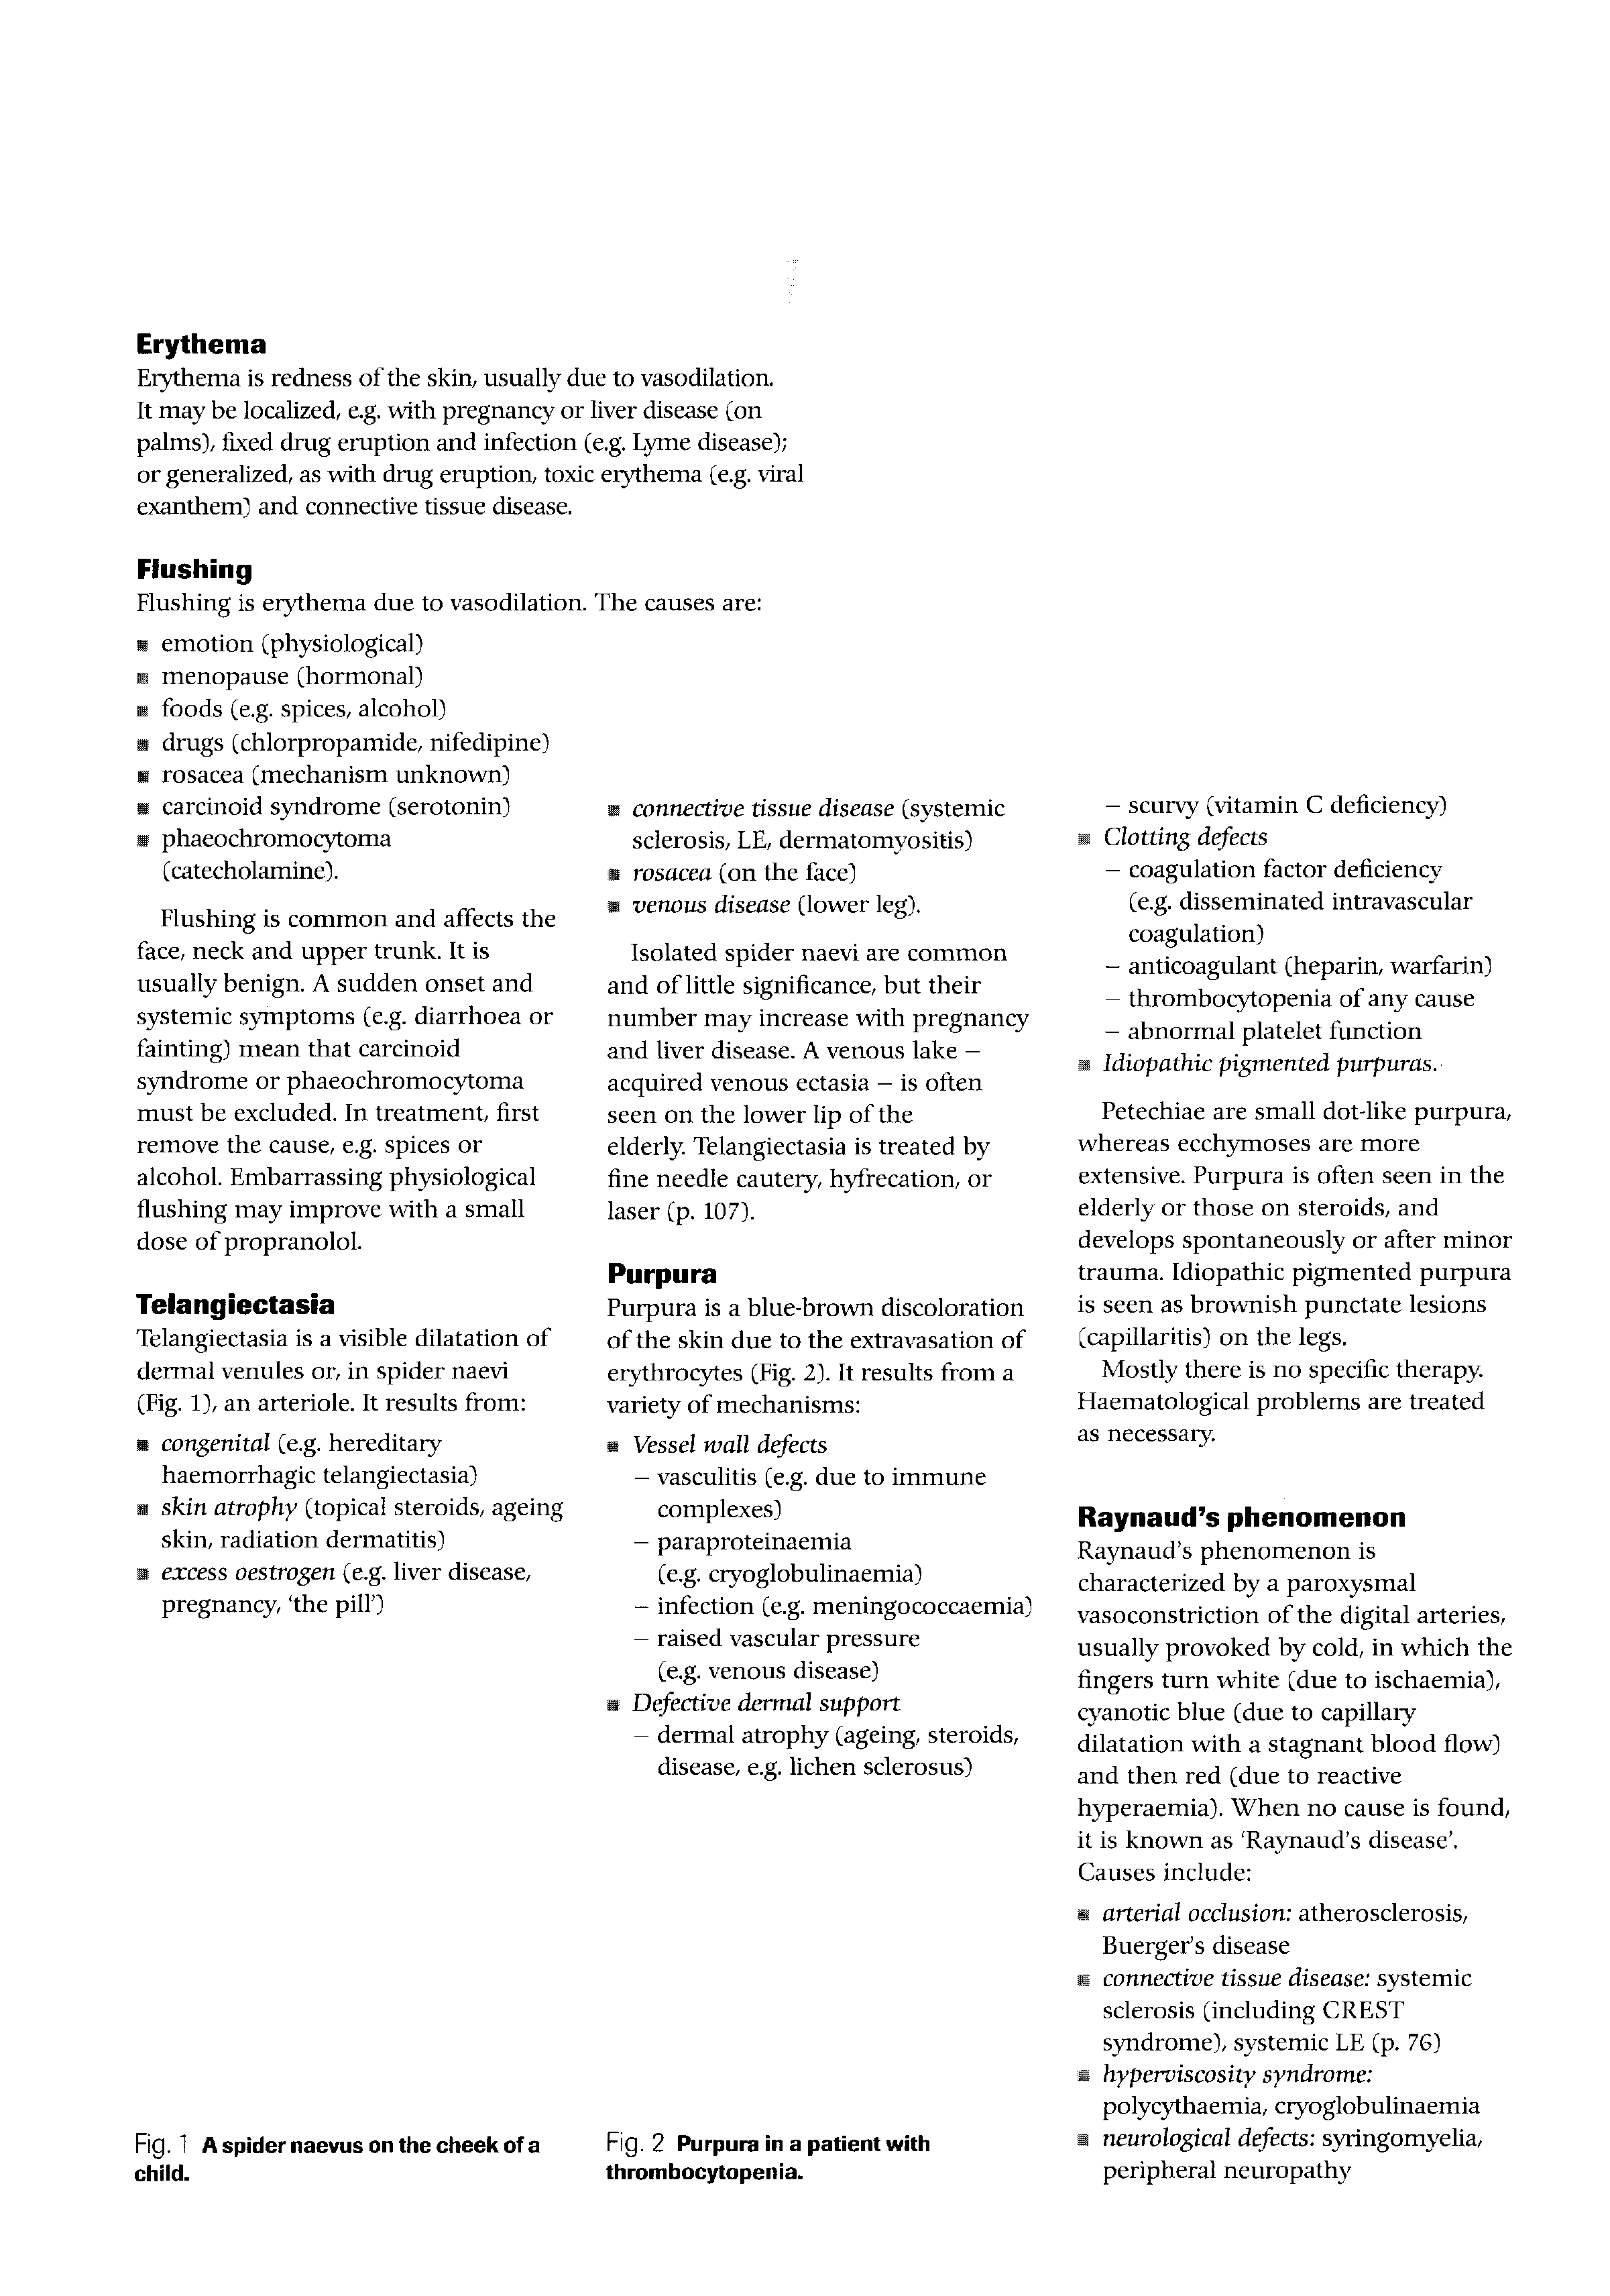 Erythema
Erythema is redness of the skin, usually due to vasodilation.
It may be localized, e.g. with pregnancy or liver disease (on
palms), fixed drug eruption and infection (e.g. Lyme disease);
or generalized, as with drug eruption, toxic erythema (e.g. viral
exanthem) and connective tissue disease.
Flushing
Flushing is erythema due to vasodilation. The causes are:
■ emotion (physiological)
■ menopause (hormonal)
■ foods (e.g. spices, alcohol)
■ drugs (chlorpropamide, nifedipine)
■ rosacea (mechanism unknown)
■ carcinoid syndrome (serotonin)
■ phaeochromocytoma
(catecholamine).
Flushing is common and affects the
face, neck and upper trunk. It is
usually benign. A sudden onset and
systemic symptoms (e.g. diarrhoea or
fainting) mean that carcinoid
syndrome or phaeochromocytoma
must be excluded. In treatment, first
remove the cause, e.g. spices or
alcohol. Embarrassing physiological
flushing may improve with a small
dose of propranolol.
Telangiectasia
Telangiectasia is a visible dilatation of
dermal venules or, in spider naevi
(Fig. 1), an arteriole. It results from:
■ congenital (e.g. hereditary
haemorrhagic telangiectasia)
■ skin atrophy (topical steroids, ageing
skin, radiation dermatitis)
■ excess oestrogen (e.g. liver disease,
pregnancy, ‘the pill’)
Fig. 1 A spider naevus on the cheek of a
child.
■ connective tissue disease (systemic
sclerosis, LE, dermatomyositis)
■ rosacea (on the face)
■ venous disease (lower leg).
Isolated spider naevi are common
and of little significance, but their
number may increase with pregnancy
and liver disease. A venous lake –
acquired venous ectasia – is often
seen on the lower lip of the
elderly. Telangiectasia is treated by
fine needle cautery, hyfrecation, or
laser (p. 107).
Purpura
Purpura is a blue-brown discoloration
of the skin due to the extravasation of
erythrocytes (Fig. 2). It results from a
variety of mechanisms:
■ Vessel wall defects
– vasculitis (e.g. due to immune
complexes)
– paraproteinaemia
(e.g. cryoglobulinaemia)
– infection (e.g. meningococcaemia)
– raised vascular pressure
(e.g. venous disease)
■ Defective dermal support
– dermal atrophy (ageing, steroids,
disease, e.g. lichen sclerosus)
Fig. 2 Purpura in a patient with
thrombocytopenia.
– scurvy (vitamin C deficiency)
■ Clotting defects
– coagulation factor deficiency
(e.g. disseminated intravascular
coagulation)
– anticoagulant (heparin, warfarin)
– thrombocytopenia of any cause
– abnormal platelet function
■ Idiopathic pigmented purpuras.
Petechiae are small dot-like purpura,
whereas ecchymoses are more
extensive. Purpura is often seen in the
elderly or those on steroids, and
develops spontaneously or after minor
trauma. Idiopathic pigmented purpura
is seen as brownish punctate lesions
(capillaritis) on the legs.
Mostly there is no specific therapy.
Haematological problems are treated
as necessary.
Raynaud’s phenomenon
Raynaud’s phenomenon is
characterized by a paroxysmal
vasoconstriction of the digital arteries,
usually provoked by cold, in which the
fingers turn white (due to ischaemia),
cyanotic blue (due to capillary
dilatation with a stagnant blood flow)
and then red (due to reactive
hyperaemia). When no cause is found,
it is known as ‘Raynaud’s disease’.
Causes include:
■ arterial occlusion: atherosclerosis,
Buerger’s disease
■ connective tissue disease: systemic
sclerosis (including CREST
syndrome), systemic LE (p. 76)
■ hyperviscosity syndrome:
polycythaemia, cryoglobulinaemia
■ neurological defects: syringomyelia,
peripheral neuropathy